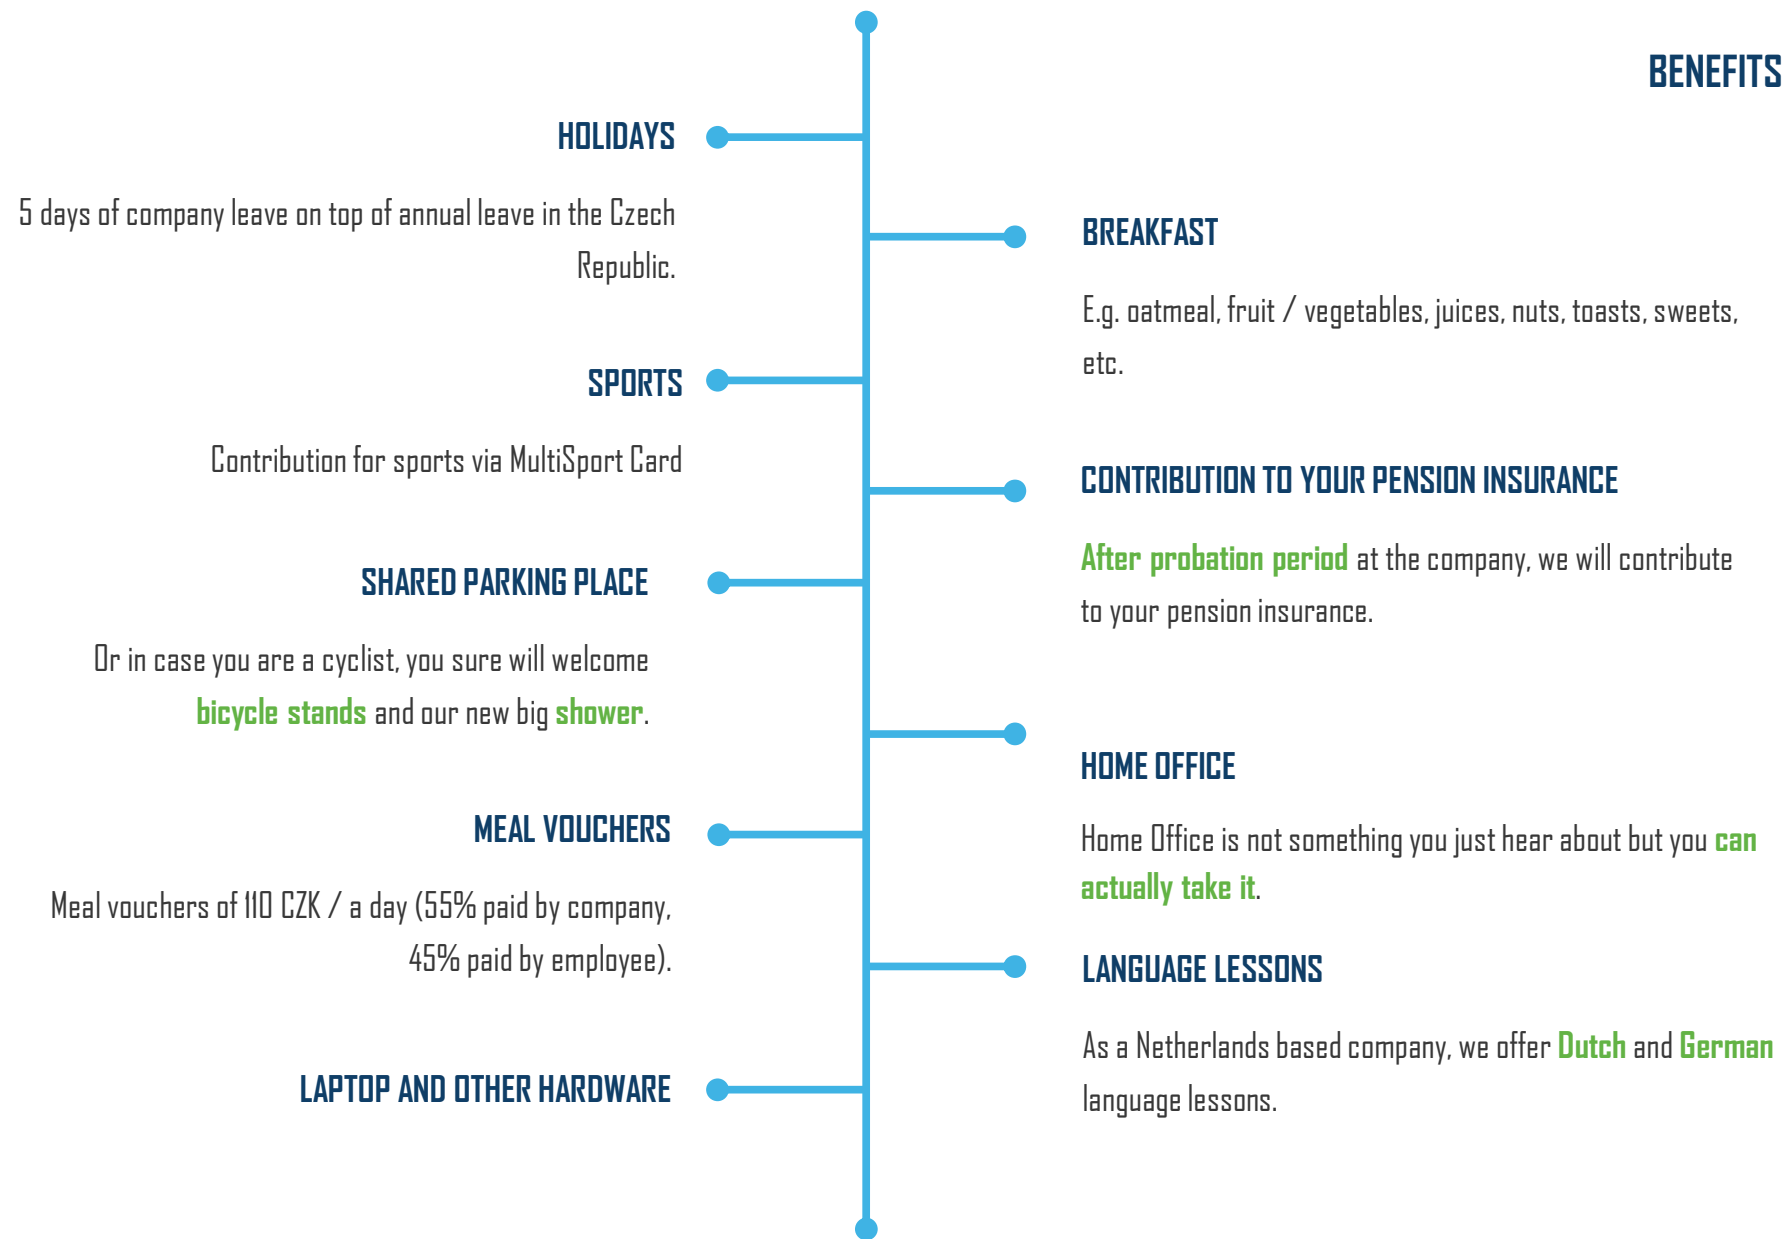 BENEFITS
HOLIDAYS
5 days of company leave on top of annual leave in the Czech
Republic.
BREAKFAST
E.g. oatmeal, fruit / vegetables, juices, nuts, toasts, sweets,
etc.
SPORTS
Contribution for sports via MultiSport Card
CONTRIBUTION TO YOUR PENSION INSURANCE
After probation period at the company, we will contribute
to your pension insurance.
SHARED PARKING PLACE
Or in case you are a cyclist, you sure will welcome
bicycle stands and our new big shower.
HOME OFFICE
Home Office is not something you just hear about but you can
actually take it.
MEAL VOUCHERS
Meal vouchers of 110 CZK / a day (55% paid by company,
45% paid by employee).
LANGUAGE LESSONS
As a Netherlands based company, we offer Dutch and German
language lessons.
LAPTOP AND OTHER HARDWARE